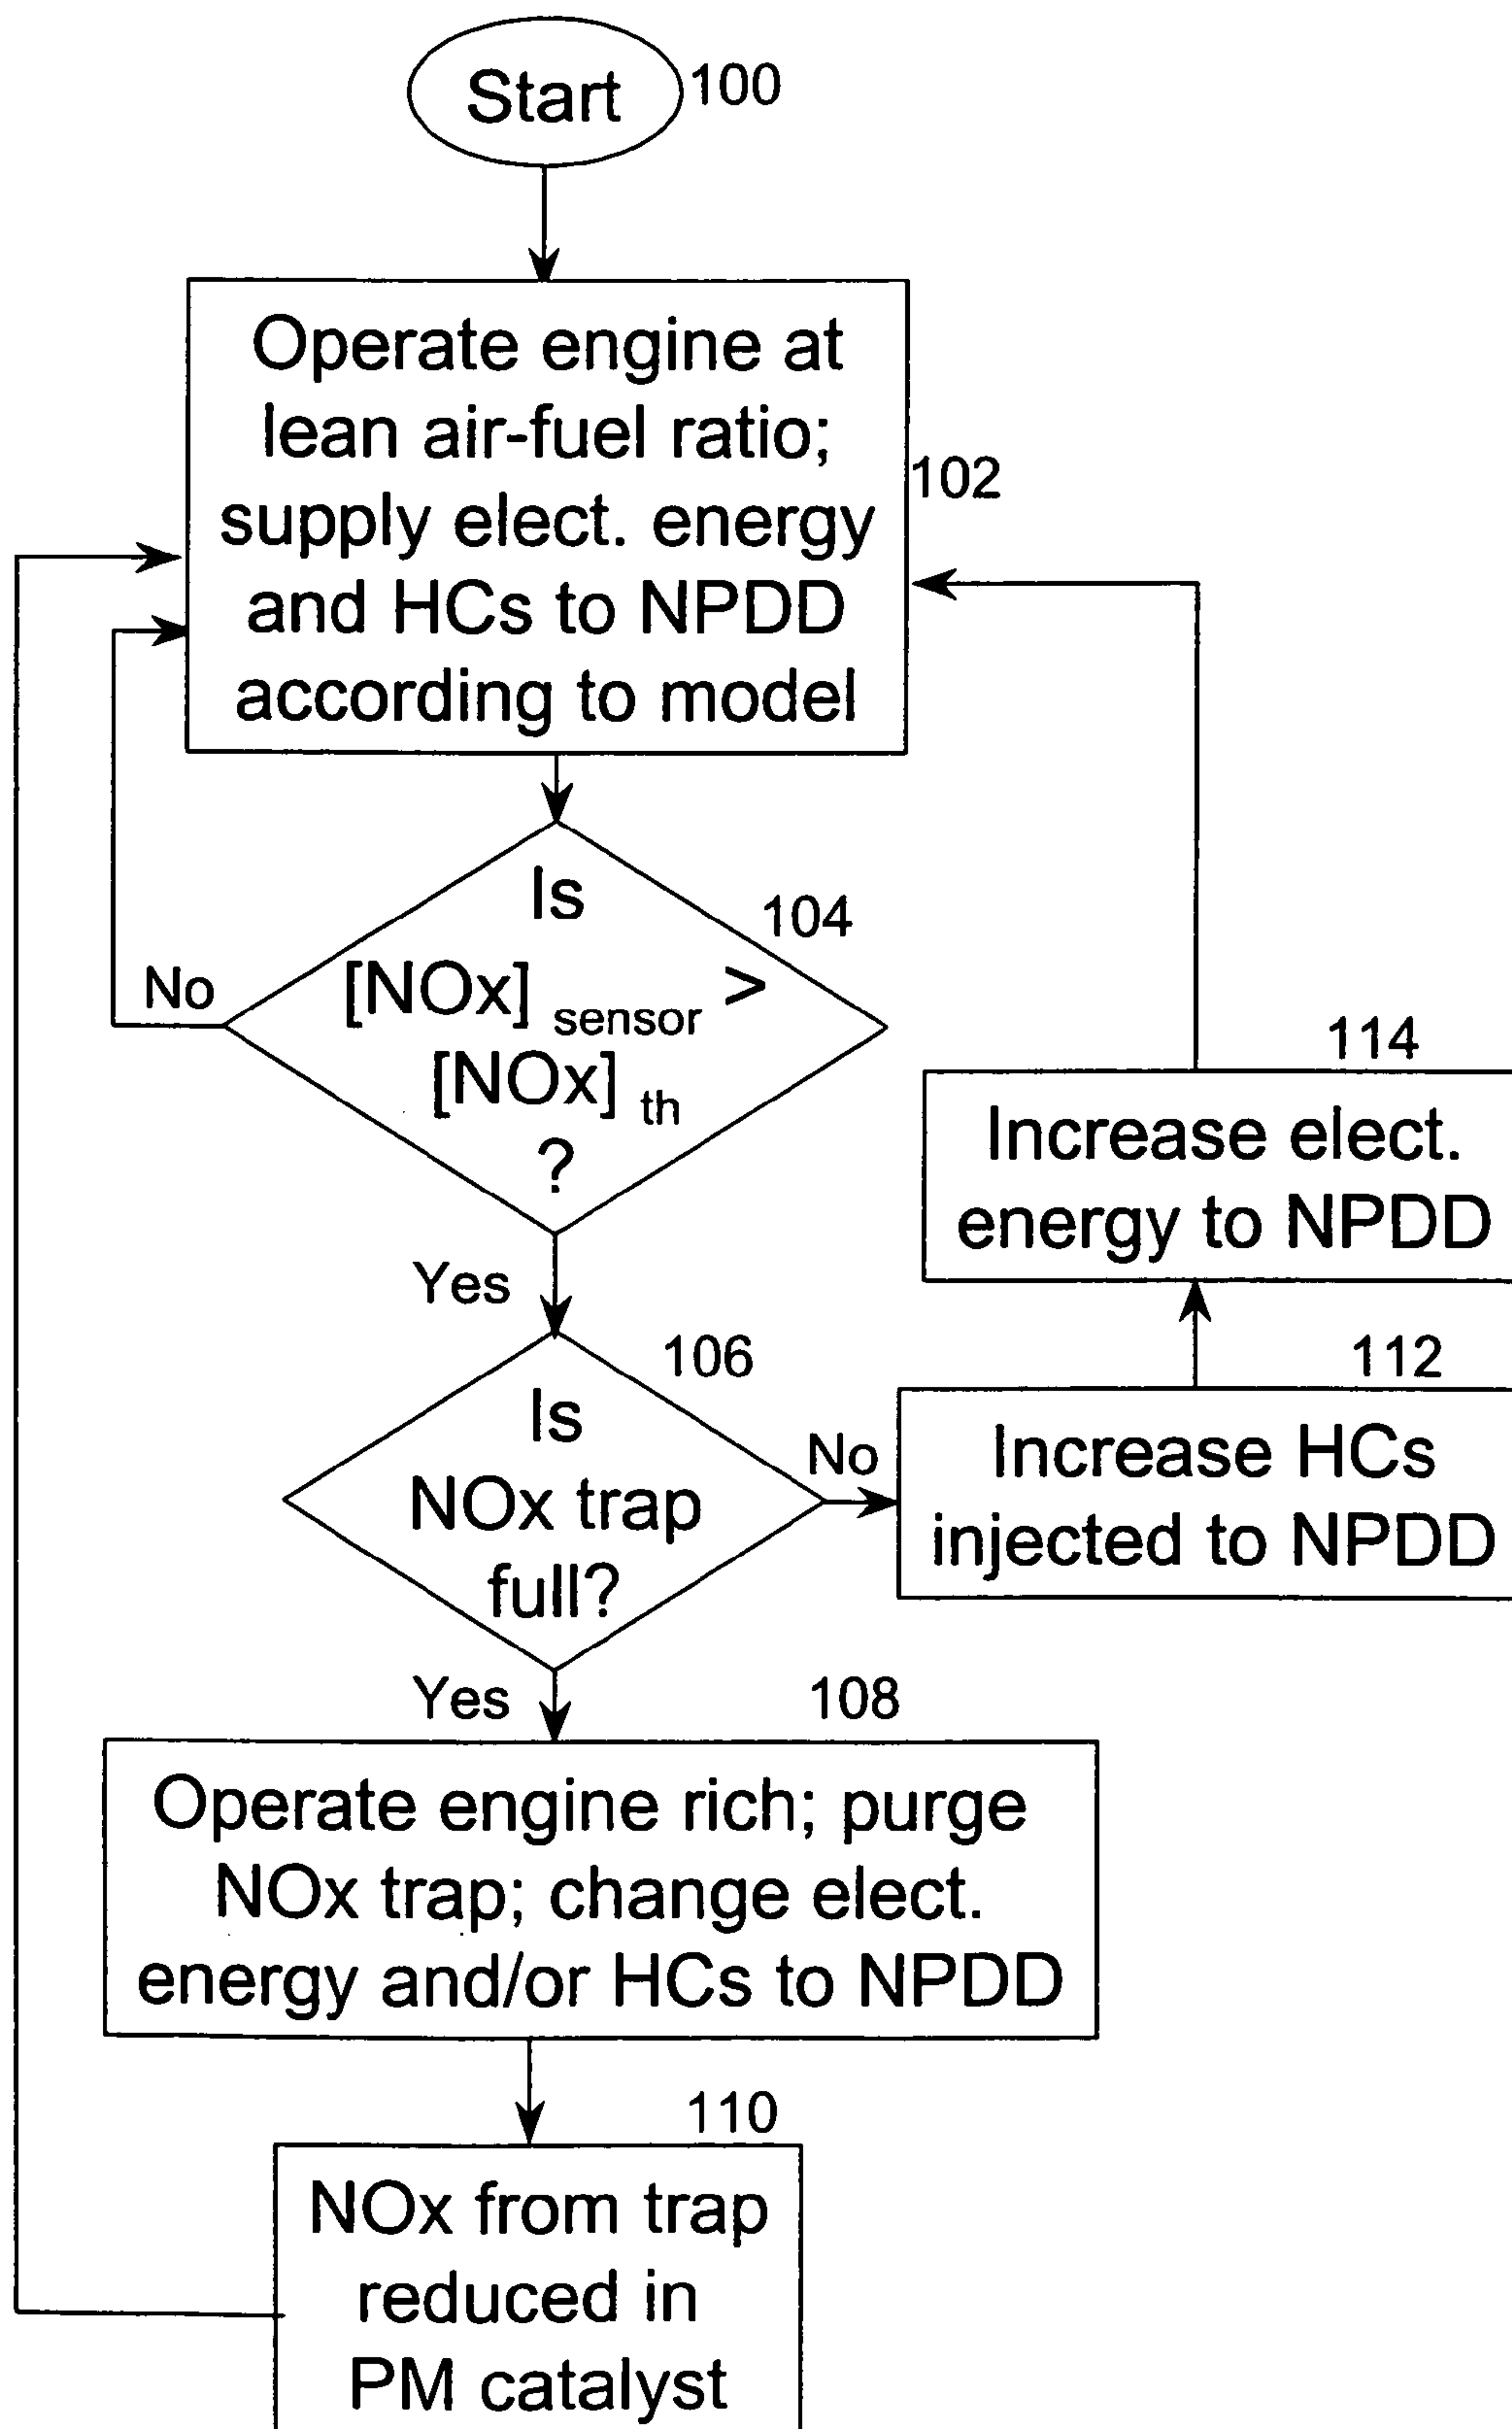 Start
100
Operate engine at
lean air-fuel ratio;
supply elect. energy
and HCs to NPDD
according to model
102
Is
104
[NOx] sensor >
[NOx] th
?
No
Yes
114
Increase elect.
energy to NPDD
106
Is
NOx trap
full?
No
112
Increase HCs
injected to NPDD
Yes
108
Operate engine rich; purge
NOx trap; change elect.
energy and/or HCs to NPDD
110
NOx from trap
reduced in
PM catalyst